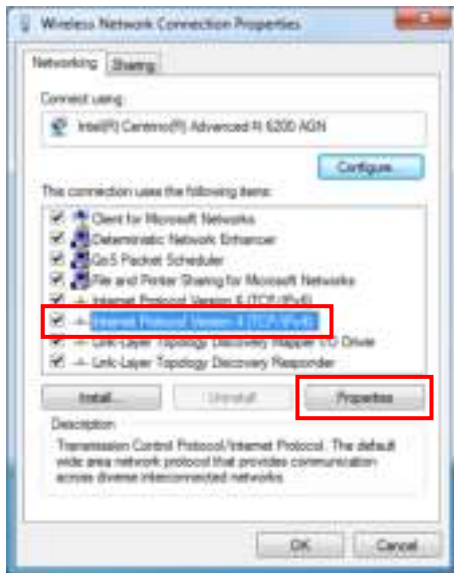 Wireless Network Connection Properties
Networking
Sharing
Connect using:
Intel(R) Centrino(R) Advanced-N 6200 AGN
Configure...
This connection uses the following items:
Client for Microsoft Networks
Deterministic Network Enhancer
QoS Packet Scheduler
File and Printer Sharing for Microsoft Networks
Internet Protocol Version 6 (TCP/IPv6)
Internet Protocol Version 4 (TCP/IPv4)
Link-Layer Topology Discovery Mapper I/O Driver
Link-Layer Topology Discovery Responder
Install...
Uninstall
Properties
Description
Transmission Control Protocol/Internet Protocol. The default
wide area network protocol that provides communication
across diverse interconnected networks.
OK
Cancel